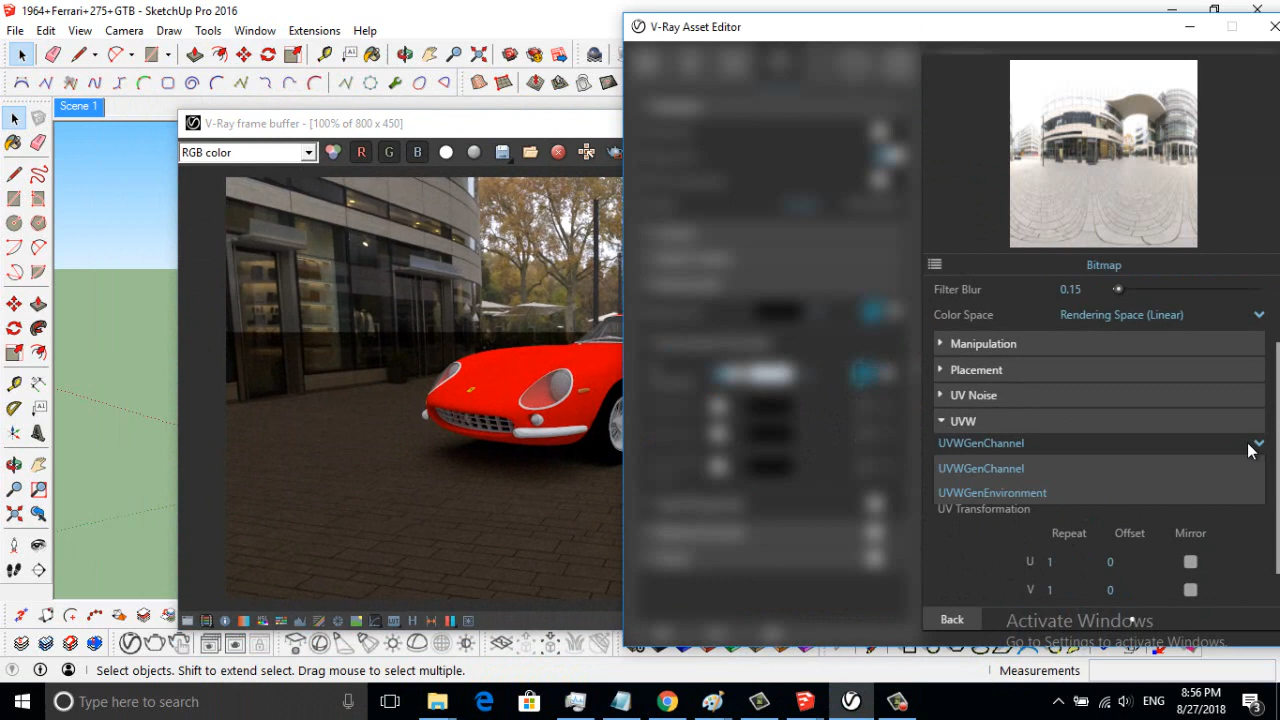 1964+Ferrari+275+GTB - SketchUp Pro 2016
File Edit View Camera Draw Tools Window Extensions Help
Scene 1
V-Ray frame buffer - [100% of 800 x 450]
RGB color
R G B
V-Ray Asset Editor
Bitmap
Filter Blur 0.15
Color Space Rendering Space (Linear)
Manipulation
Placement
UV Noise
UVW
UVWGenChannel
UVWGenChannel
UVWGenEnvironment
UV Transformation
Repeat Offset Mirror
U 1 0
V 1 0
Back
Activate Windows
Go to Settings to activate Windows.
Select objects. Shift to extend select. Drag mouse to select multiple.
Measurements
Type here to search
ENG
8:56 PM
8/27/2018
3